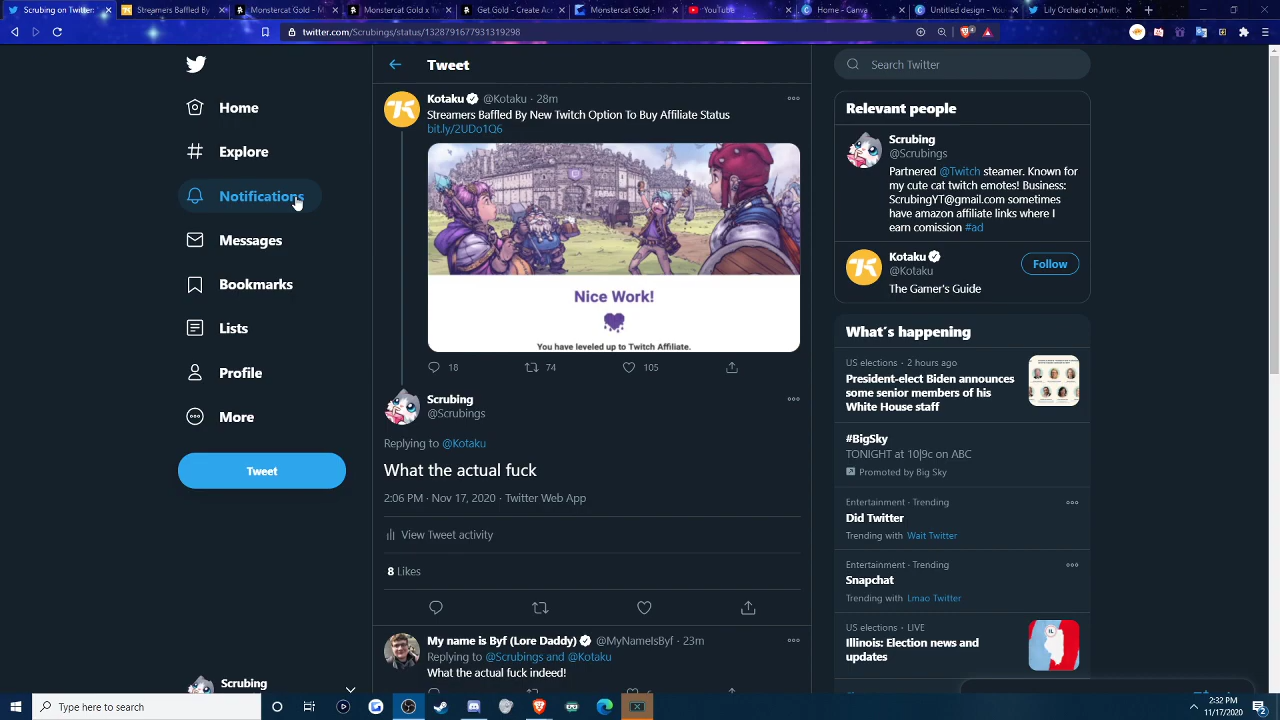 Scrubing on Twitter:
Streamers Baffled By
Monstercat Gold - M
Monstercat Gold - M
Get Gold - Create: Ac
Monstercat Gold - M
YouTube
Home - Canva
Untitled design -
Lily Orchard on Twitt
twitter.com/Scrubings/status/1328791677931319298
Home
Explore
Notifications
Messages
Bookmarks
Lists
Profile
More
Tweet
Scrubing
Tweet
Kotaku @Kotaku · 28m
Streamers Baffled By New Twitch Option To Buy Affiliate Status
bit.ly/2UDo1Q6
Nice Work!
You have leveled up to Twitch Affiliate.
18 74 105
Scrubing
@Scrubings
Replying to @Kotaku
What the actual fuck
2:06 PM · Nov 17, 2020 · Twitter Web App
View Tweet activity
8 Likes
My name is Byf (Lore Daddy) @MyNameIsByf · 23m
Replying to @Scrubings and @Kotaku
What the actual fuck indeed!
Search Twitter
Relevant people
Scrubing
@Scrubings
Partnered @Twitch steamer. Known for
my cute cat twitch emotes! Business:
ScrubingYT@gmail.com sometimes
have amazon affiliate links where I
earn comission #ad
Kotaku
@Kotaku
Follow
The Gamer's Guide
What's happening
US elections · 2 hours ago
President-elect Biden announces
some senior members of his
White House staff
#BigSky
TONIGHT at 10|9c on ABC
Promoted by Big Sky
Entertainment · Trending
Did Twitter
Trending with Wait Twitter
Entertainment · Trending
Snapchat
Trending with Lmao Twitter
US elections · LIVE
Illinois: Election news and
updates
Type here to search
2:32 PM
11/17/2020
2